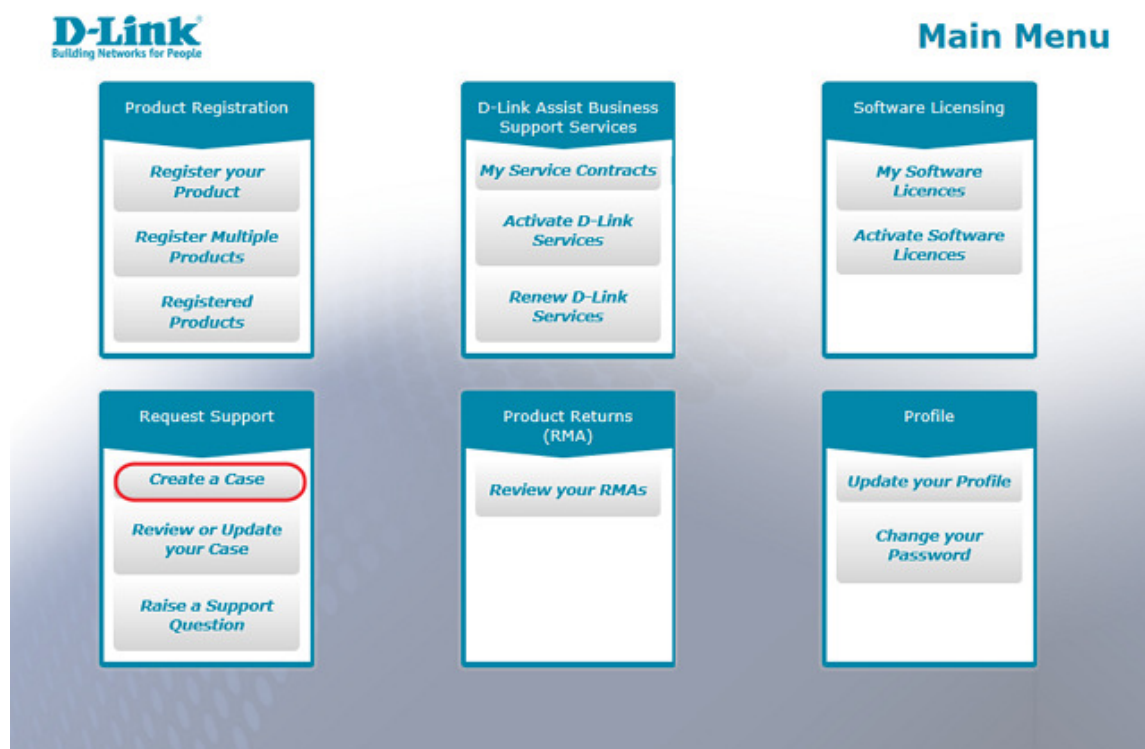 D-Link
Building Networks for People
Main Menu
Product Registration
Register your
Product
Register Multiple
Products
Registered
Products
D-Link Assist Business
Support Services
My Service Contracts
Activate D-Link
Services
Renew D-Link
Services
Software Licensing
My Software
Licences
Activate Software
Licences
Request Support
Create a Case
Review or Update
your Case
Raise a Support
Question
Product Returns
(RMA)
Review your RMAs
Profile
Update your Profile
Change your
Password